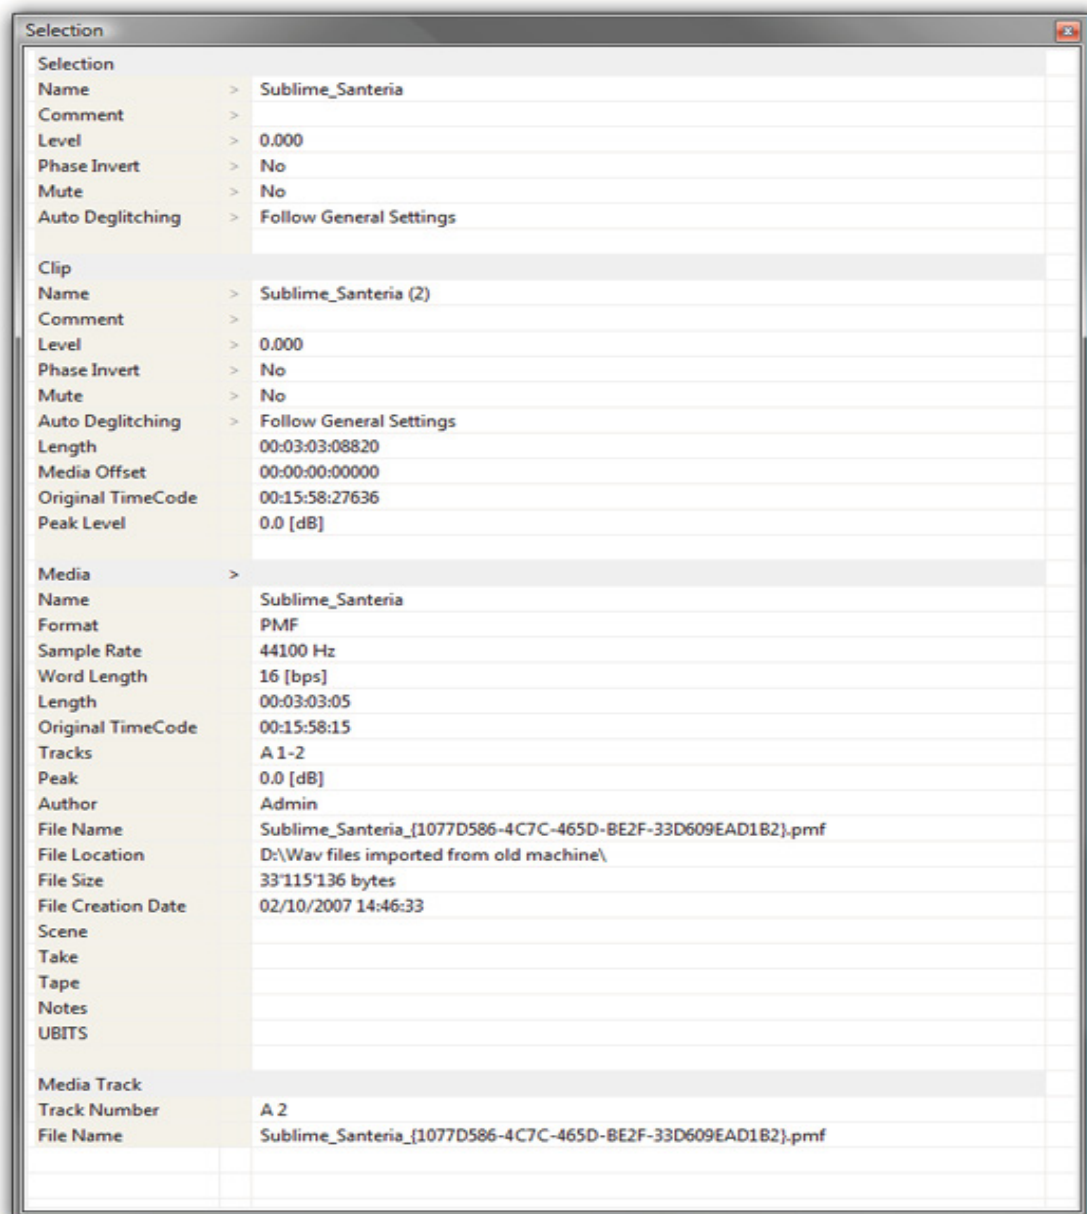 Selection
Selection
Name > Sublime_Santeria
Comment >
Level > 0.000
Phase Invert > No
Mute > No
Auto Deglitching > Follow General Settings
Clip
Name > Sublime_Santeria (2)
Comment >
Level > 0.000
Phase Invert > No
Mute > No
Auto Deglitching > Follow General Settings
Length 00:03:03:08820
Media Offset 00:00:00:00000
Original TimeCode 00:15:58:27636
Peak Level 0.0 [dB]
Media >
Name Sublime_Santeria
Format PMF
Sample Rate 44100 Hz
Word Length 16 [bps]
Length 00:03:03:05
Original TimeCode 00:15:58:15
Tracks A 1-2
Peak 0.0 [dB]
Author Admin
File Name Sublime_Santeria_{1077D586-4C7C-465D-BE2F-33D609EAD1B2}.pmf
File Location D:\Wav files imported from old machine\
File Size 33'115'136 bytes
File Creation Date 02/10/2007 14:46:33
Scene
Take
Tape
Notes
UBITS
Media Track
Track Number A 2
File Name Sublime_Santeria_{1077D586-4C7C-465D-BE2F-33D609EAD1B2}.pmf